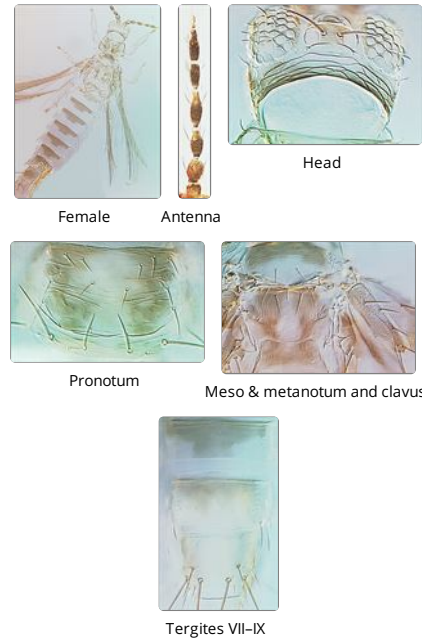 Female
Antenna
Head
Pronotum
Meso & metanotum and clavus
Tergites VII–IX